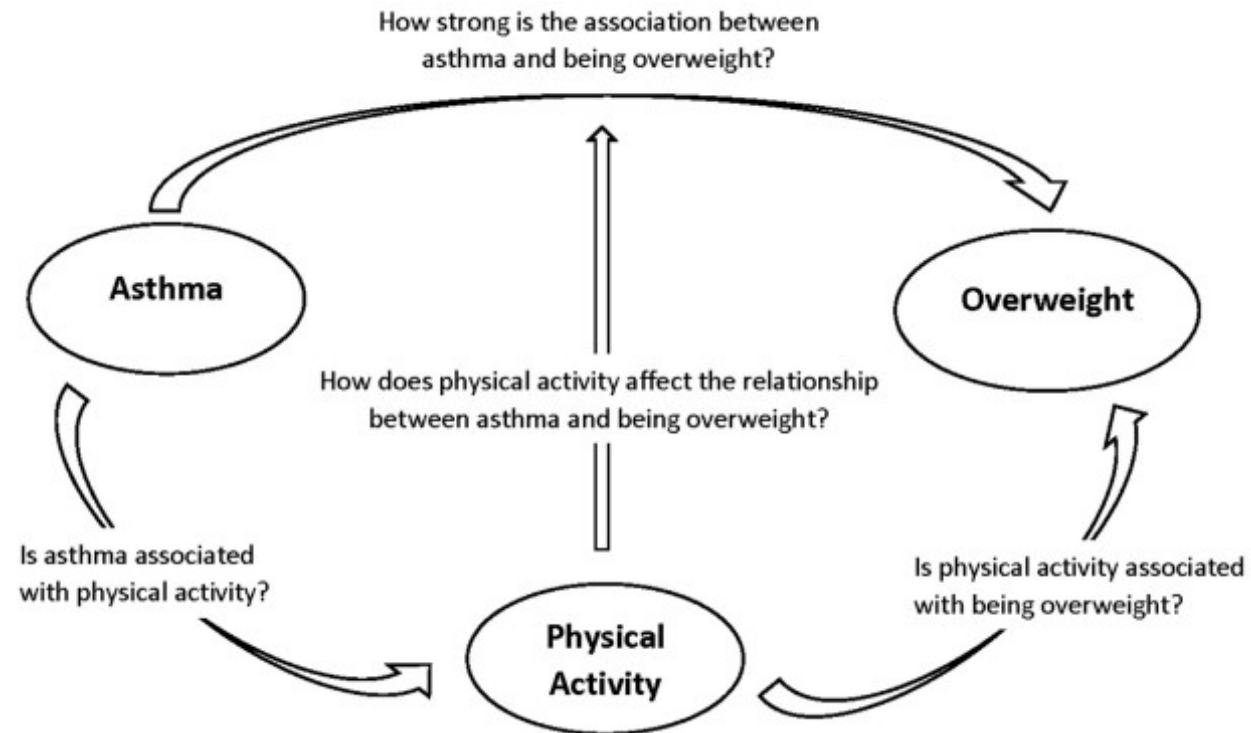 How strong is the association between
asthma and being overweight?
Asthma
Overweight
How does physical activity affect the relationship
between asthma and being overweight?
Is asthma associated
with physical activity?
Is physical activity associated
with being overweight?
Physical
Activity